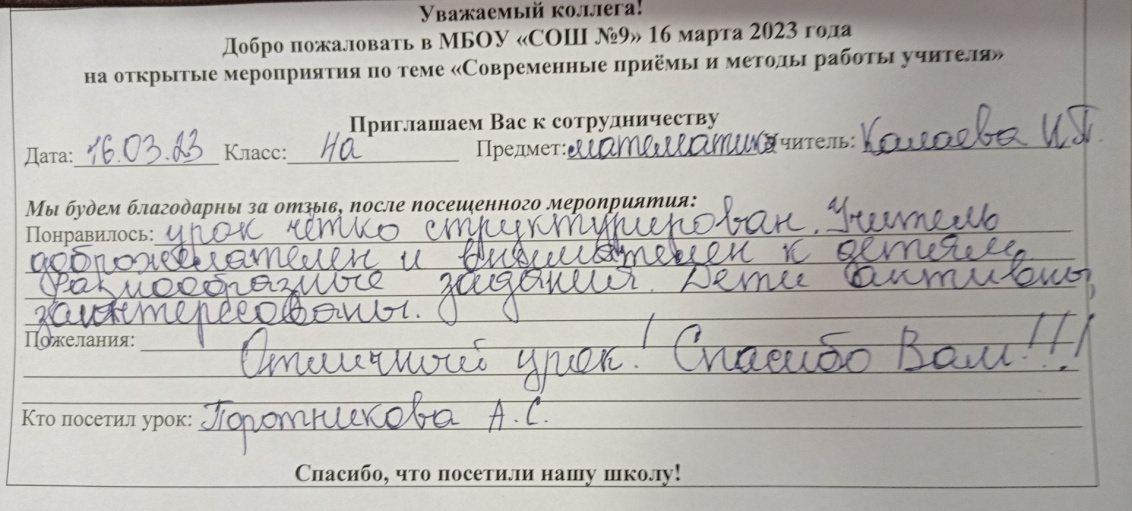 Уважаемый коллега!
Добро пожаловать в МБОУ «СОШ №9» 16 марта 2023 года
на открытые мероприятия по теме «Современные приёмы и методы работы учителя»
Приглашаем Вас к сотрудничеству
Дата: 16.03.23 Класс: 4а Предмет: математика учитель: Калаева И.П.
Мы будем благодарны за отзыв, после посещенного мероприятия:
Понравилось: урок чётко структурирован. Учитель
доброжелателен и внимателен к детям.
Разнообразные задания. Дети активны,
заинтересованы.
Пожелания:
Отличный урок! Спасибо Вам!!!
Кто посетил урок: Поротникова А.С.
Спасибо, что посетили нашу школу!